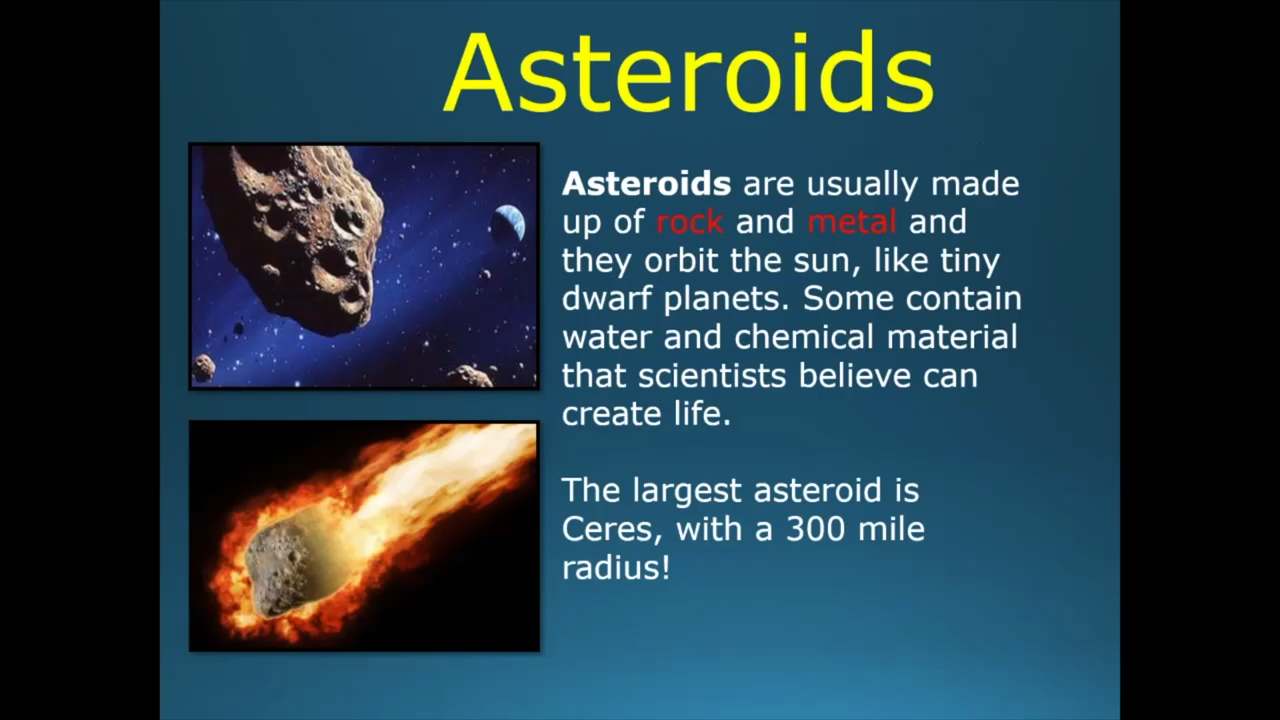 Asteroids
Asteroids are usually made
up of rock and metal and
they orbit the sun, like tiny
dwarf planets. Some contain
water and chemical material
that scientists believe can
create life.
The largest asteroid is
Ceres, with a 300 mile
radius!